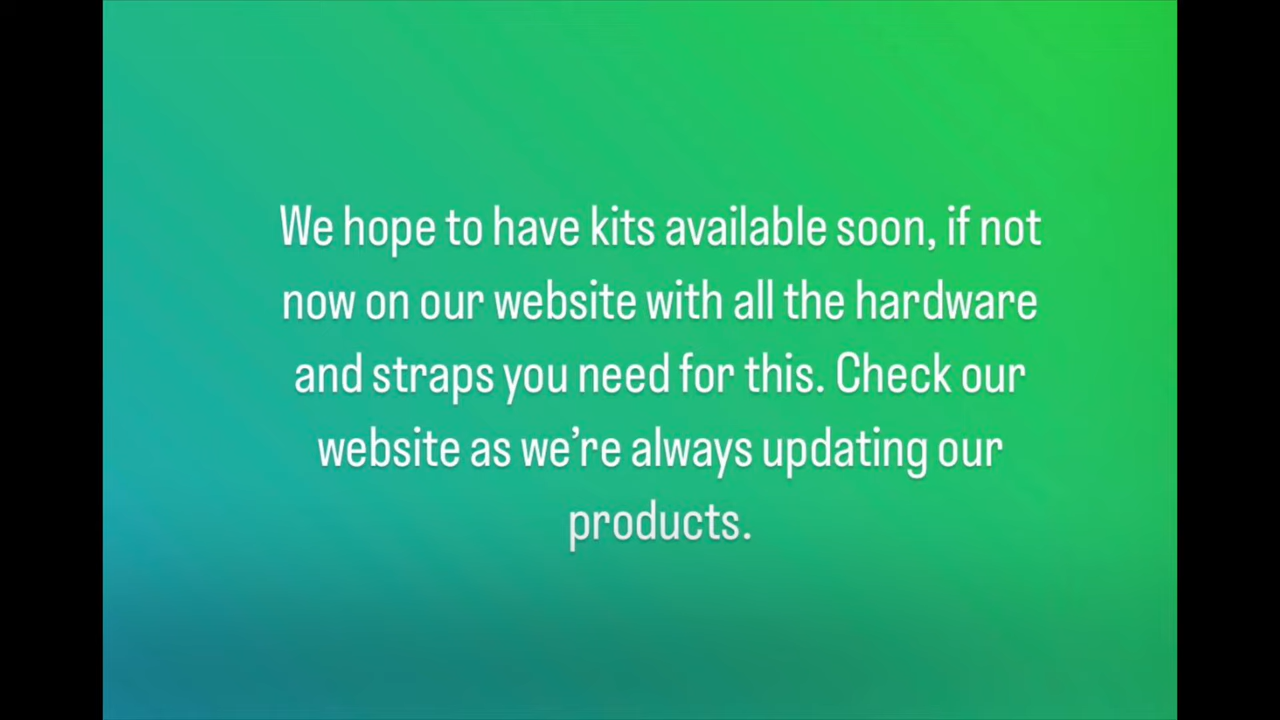 We hope to have kits available soon, if not
now on our website with all the hardware
and straps you need for this. Check our
website as we’re always updating our
products.